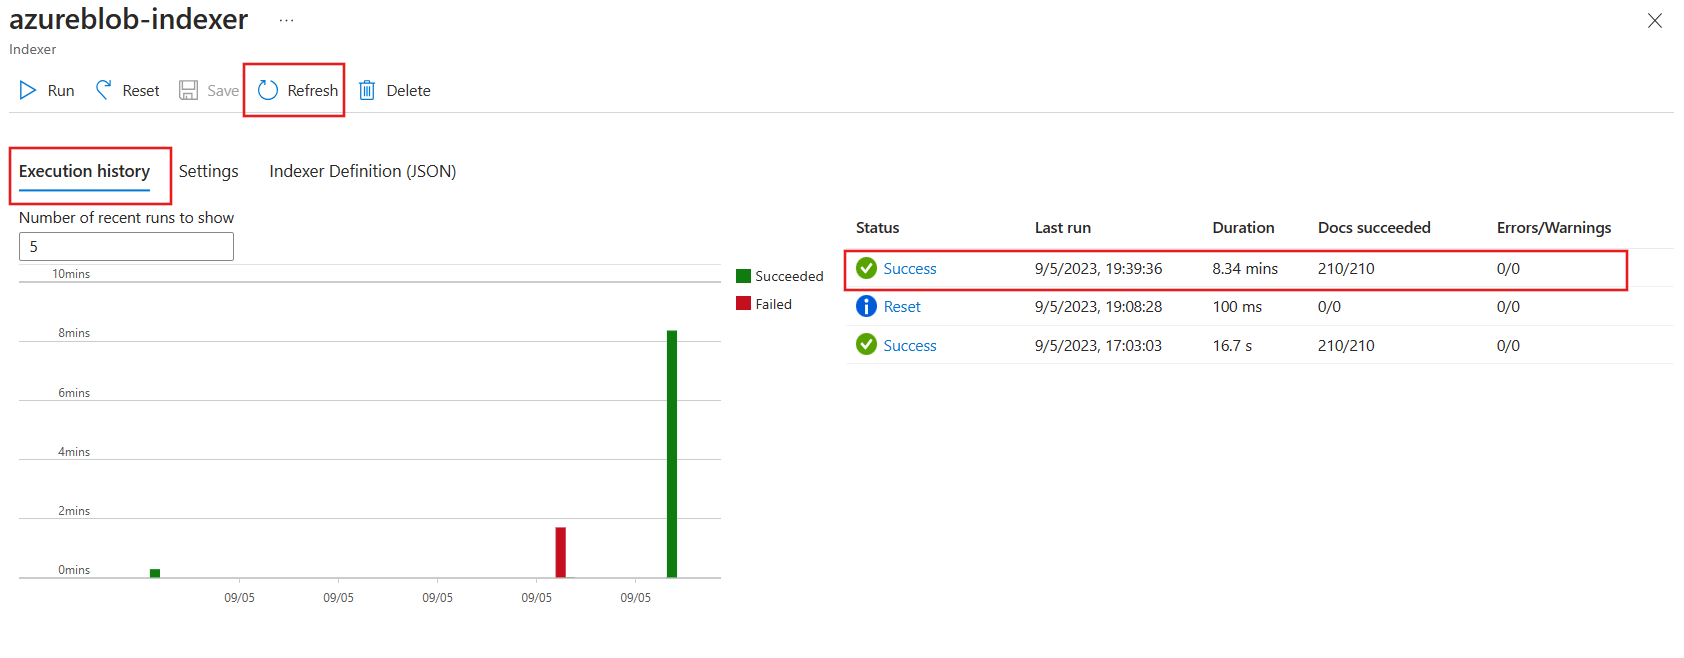 azureblob-indexer ...
Indexer
Run Reset Save Refresh Delete
Execution history Settings Indexer Definition (JSON)
Number of recent runs to show
5
10mins
8mins
6mins
4mins
2mins
0mins
09/05 09/05 09/05 09/05 09/05
Succeeded
Failed
Status Last run Duration Docs succeeded Errors/Warnings
Success 9/5/2023, 19:39:36 8.34 mins 210/210 0/0
Reset 9/5/2023, 19:08:28 100 ms 0/0 0/0
Success 9/5/2023, 17:03:03 16.7 s 210/210 0/0